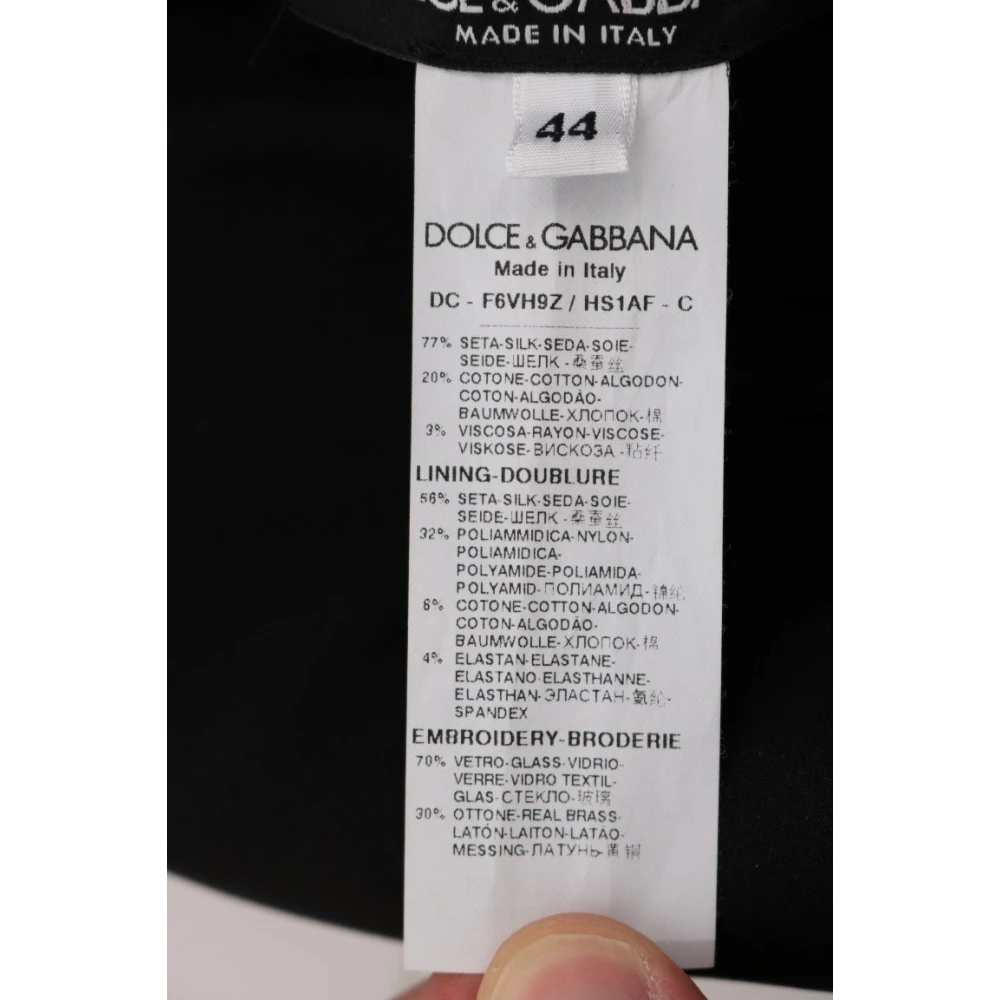 MADE IN ITALY
44
DOLCE & GABBANA
Made in Italy
DC - F6VH9Z / HS1AF - C
77% SETA-SILK-SEDA-SOIE-
SEIDE-ШЕЛК-桑蚕丝
20% COTONE-COTTON-ALGODON-
COTON-ALGODÃO-
BAUMWOLLE-ХЛОПОК-棉
3% VISCOSA-RAYON-VISCOSE-
VISKOSE-ВИСКОЗА-粘纤
LINING-DOUBLURE
56% SETA-SILK-SEDA-SOIE-
SEIDE-ШЕЛК-桑蚕丝
32% POLIAMMIDICA-NYLON-
POLIAMIDICA-
POLYAMIDE-POLIAMIDA-
POLYAMID-ПОЛИАМИД-锦纶
6% COTONE-COTTON-ALGODON-
COTON-ALGODÃO-
BAUMWOLLE-ХЛОПОК-棉
4% ELASTAN-ELASTANE-
ELASTANO-ELASTHANNE-
ELASTHAN-ЭЛАСТАН-氨纶-
SPANDEX
EMBROIDERY-BRODERIE
70% VETRO-GLASS-VIDRIO-
VERRE-VIDRO TEXTIL-
GLAS-СТЕКЛО-玻璃
30% OTTONE-REAL BRASS-
LATÓN-LAITON-LATÃO-
MESSING-ЛАТУНЬ-黄铜